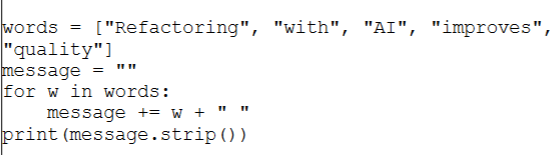 words = ["Refactoring", "with", "AI", "improves",
"quality"]
message = ""
for w in words:
    message += w + " "
print(message.strip())